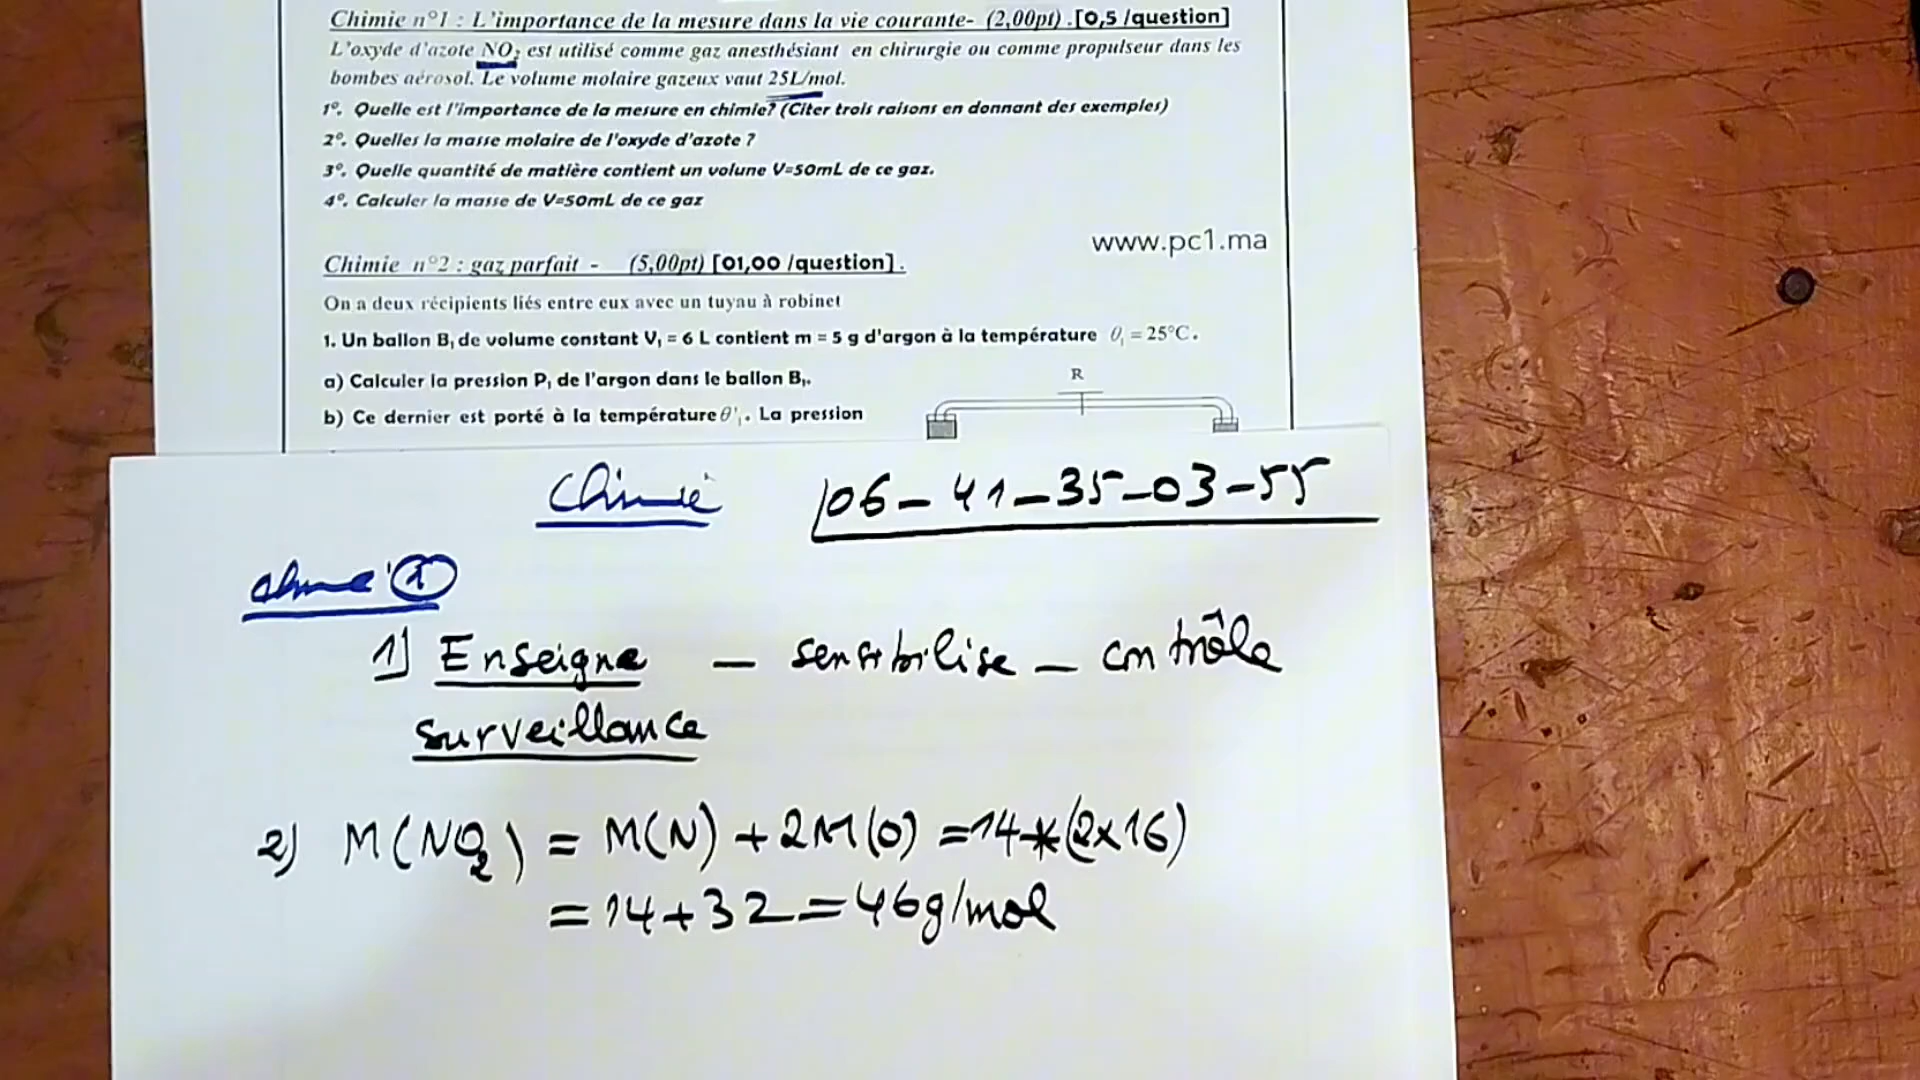 Chimie n°1 : L'importance de la mesure dans la vie courante- (2,00pt) .[0,5 /question]
L'oxyde d'azote NO₂ est utilisé comme gaz anesthésiant en chirurgie ou comme propulseur dans les
bombes aérosol. Le volume molaire gazeux vaut 25L/mol.
1°. Quelle est l'importance de la mesure en chimie? (Citer trois raisons en donnant des exemples)
2°. Quelles la masse molaire de l'oxyde d'azote ?
3°. Quelle quantité de matière contient un volune V=50mL de ce gaz.
4°. Calculer la masse de V=50mL de ce gaz
www.pc1.ma
Chimie n°2 : gaz parfait - (5,00pt) [01,00 /question] .
On a deux récipients liés entre eux avec un tuyau à robinet
1. Un ballon B₁ de volume constant V₁ = 6 L contient m = 5 g d'argon à la température θ₁ = 25°C.
a) Calculer la pression P₁ de l'argon dans le ballon B₁.
R
b) Ce dernier est porté à la température θ'₁. La pression
Chimie 06-41-35-03-55
chimie ①
1) Enseigne - sensibilise - contrôle
surveillance
2) M(NO₂) = M(N) + 2M(O) = 14*(2x16)
= 14+32 = 46g/mol